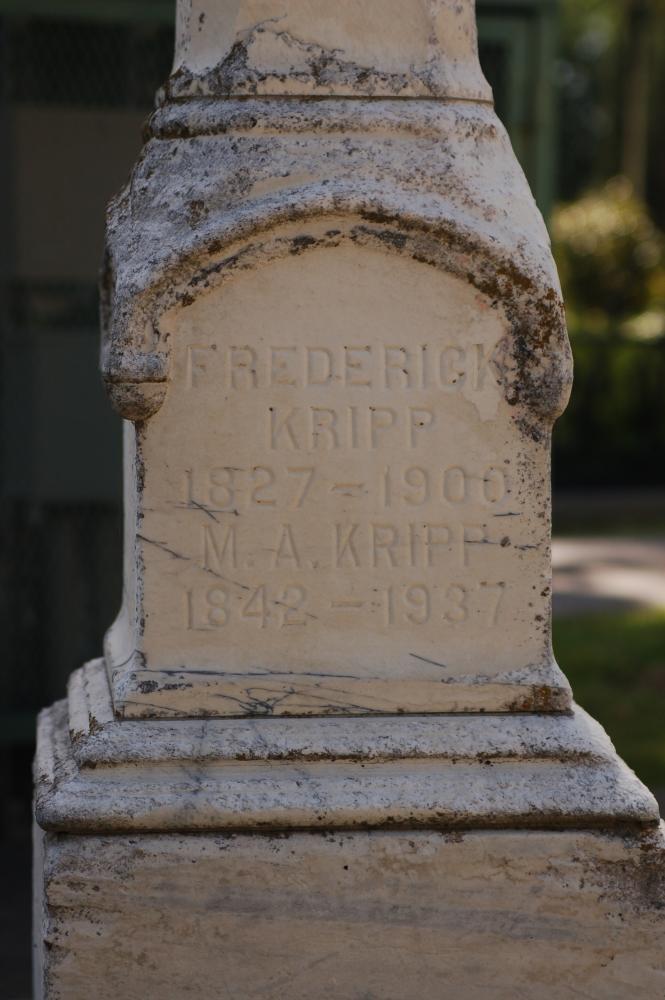 FREDERICK
KRIPP
1827 - 1900
M. A. KRIPP
1842 - 1937